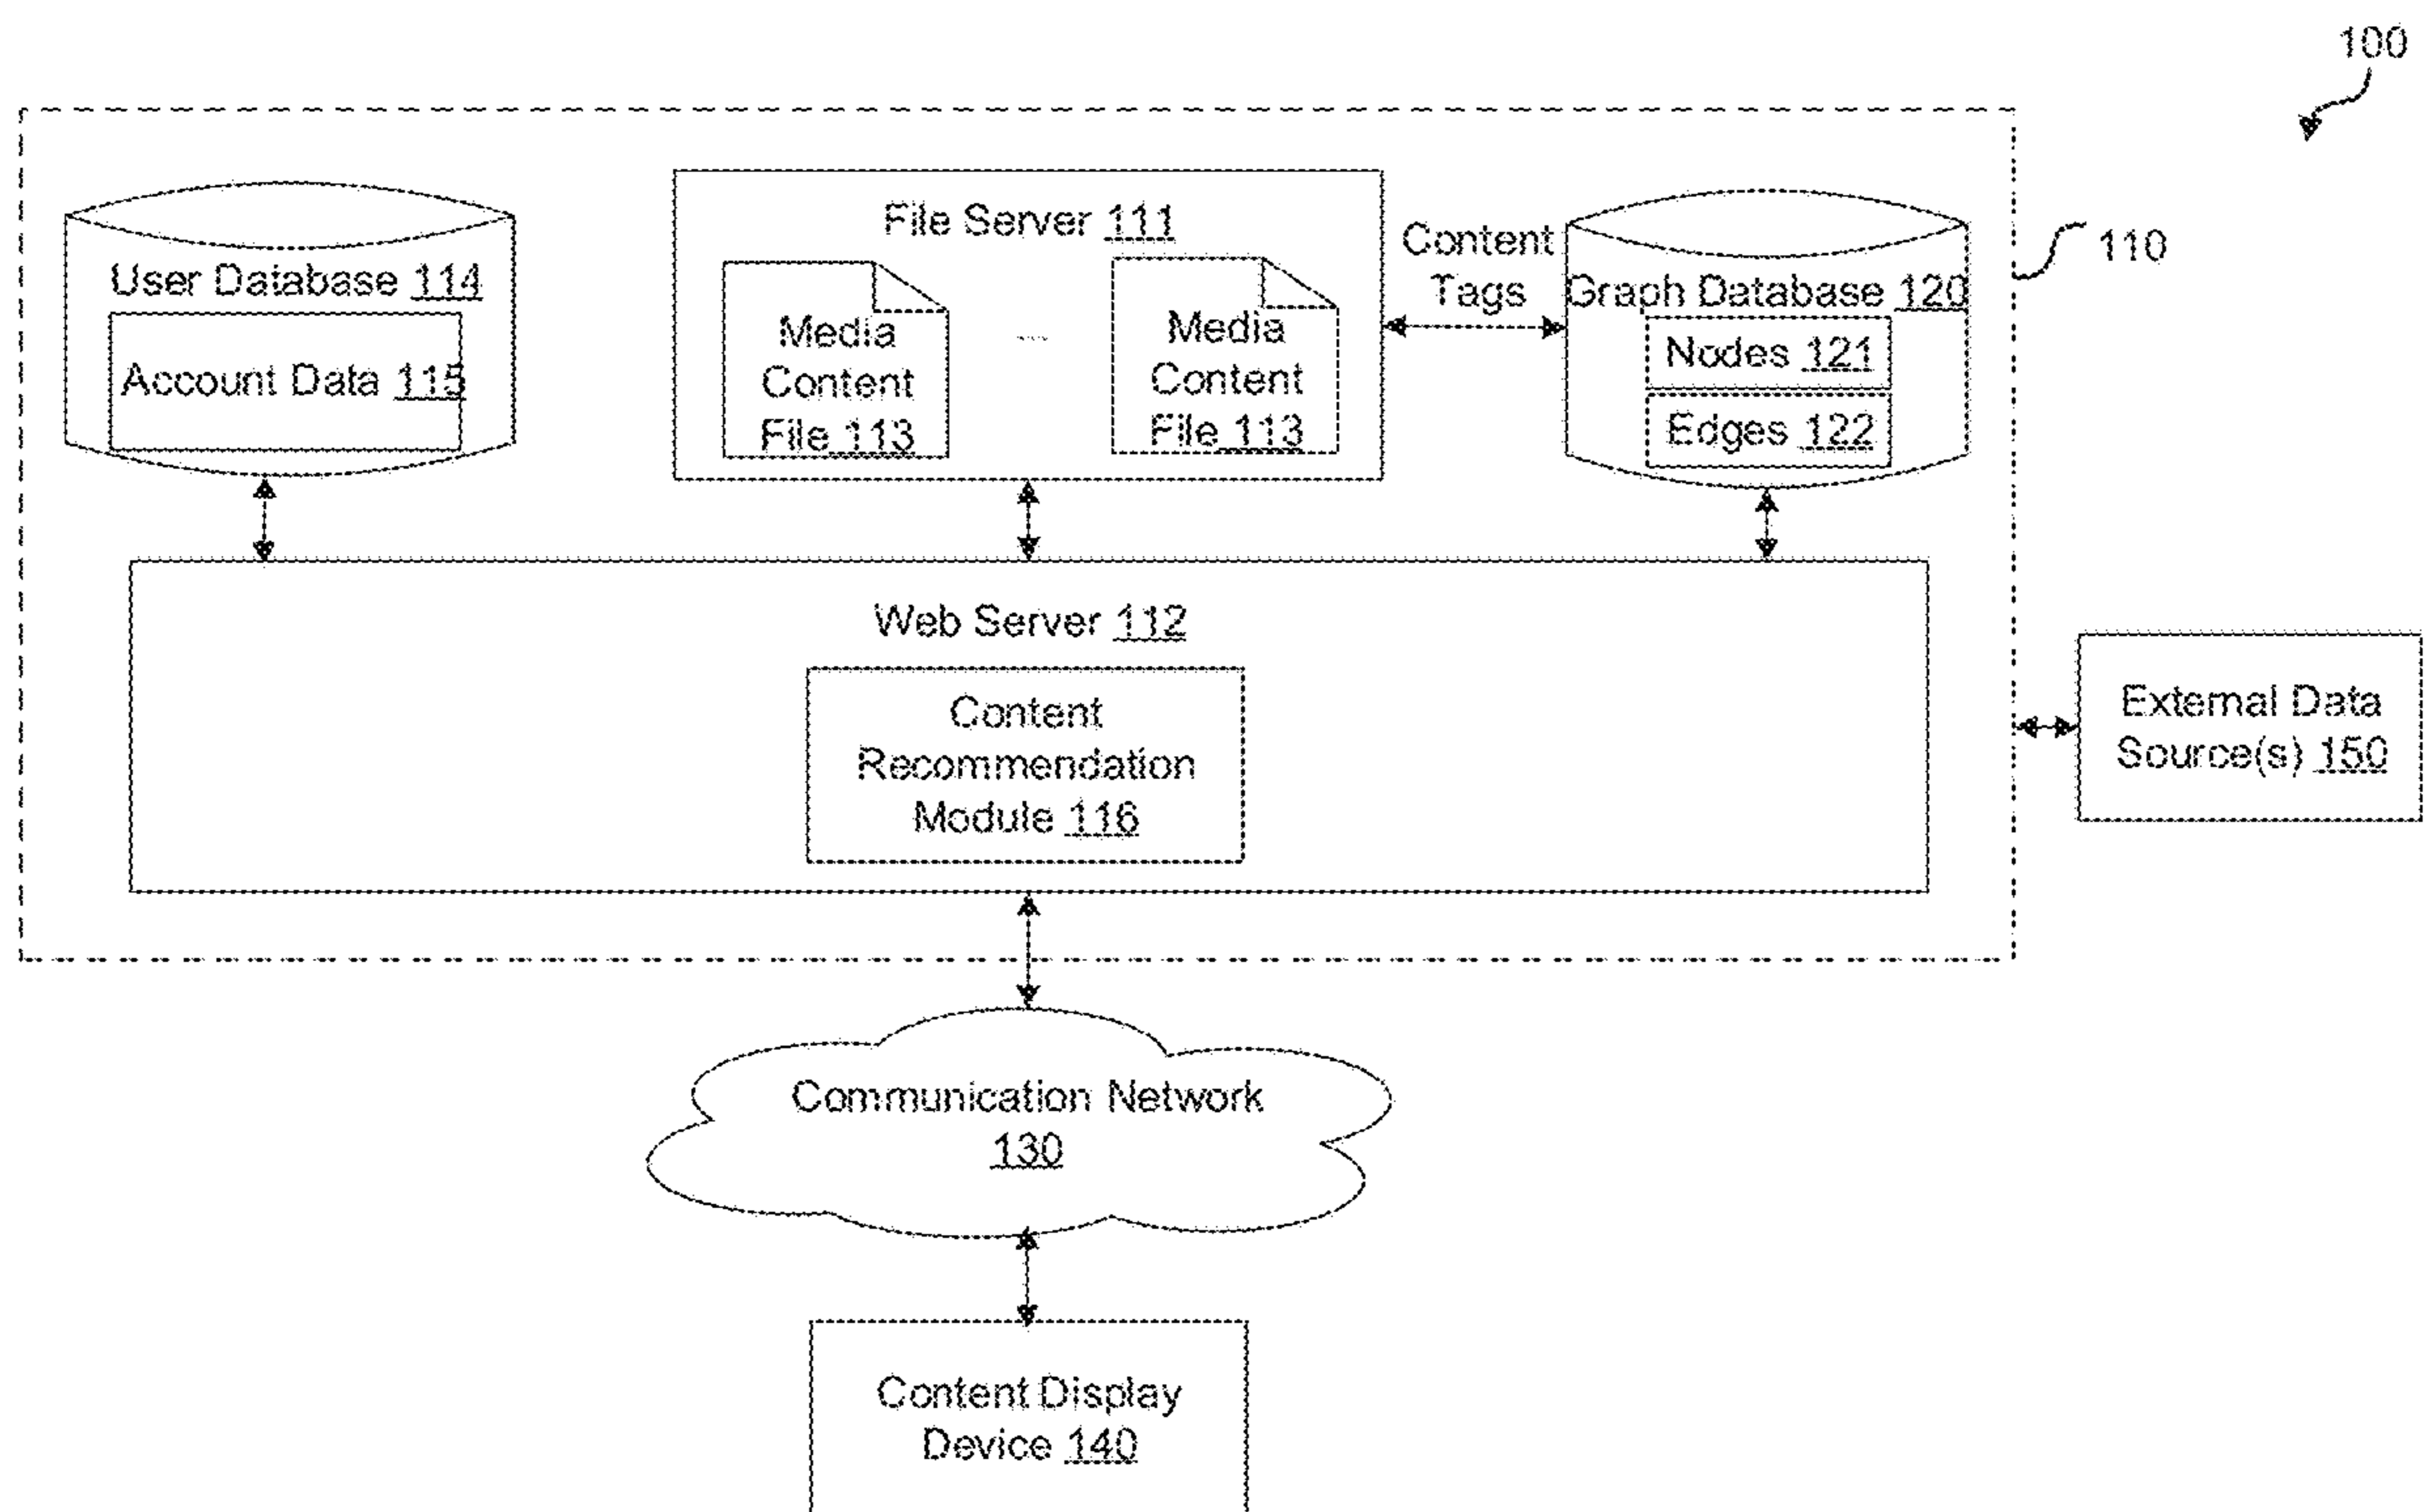 100
110
User Database 114
Account Data 115
File Server 111
Media
Content
File 113
....
Media
Content
File 113
Content
Tags
Graph Database 120
Nodes 121
Edges 122
Web Server 112
Content
Recommendation
Module 116
External Data
Source(s) 150
Communication Network
130
Content Display
Device 140